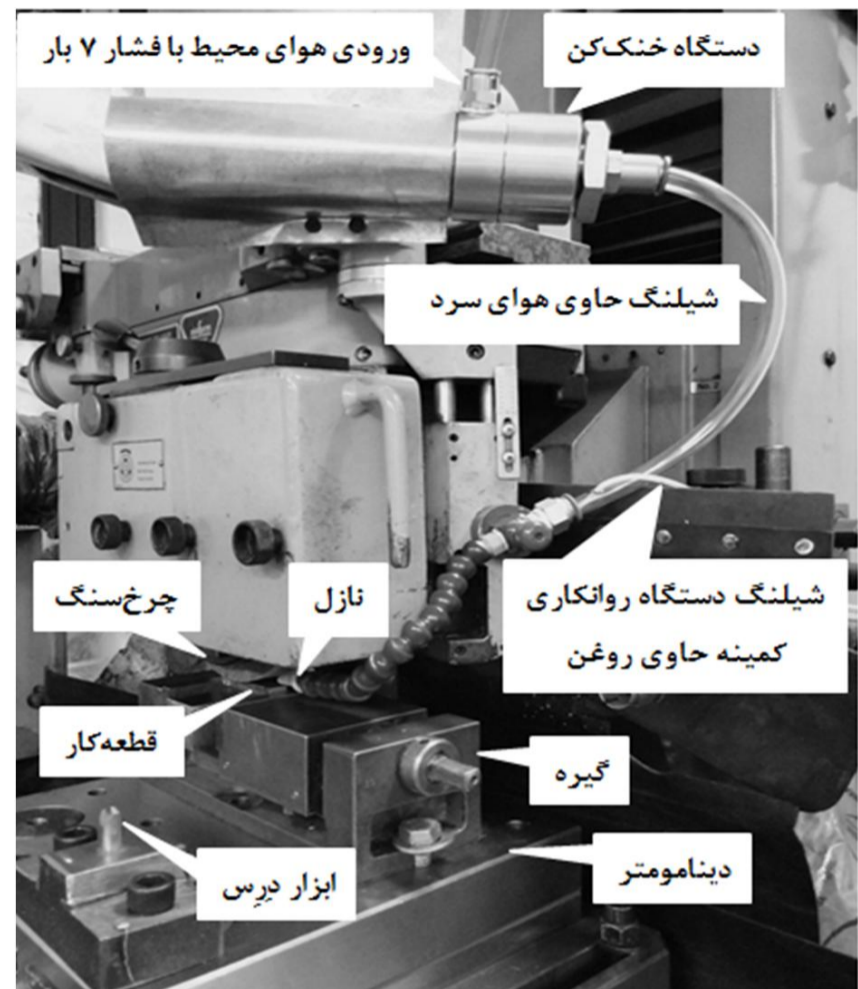 ورودی هوای محیط با فشار ۷ بار
دستگاه خنک‌کن
شیلنگ حاوی هوای سرد
شیلنگ دستگاه روانکاری
کمینه حاوی روغن
چرخ‌سنگ
نازل
قطعه‌کار
گیره
ابزار دِرِس
دینامومتر